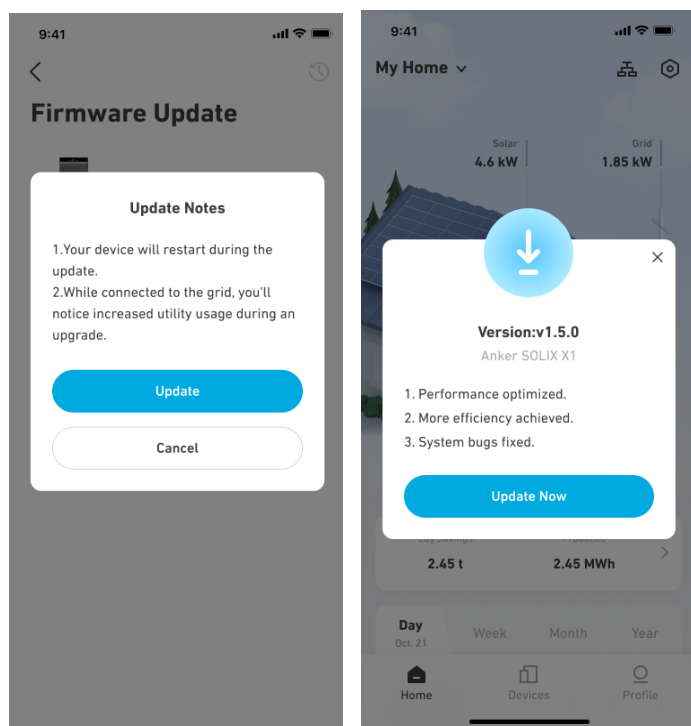 9:41
Firmware Update
Update Notes
1.Your device will restart during the
update.
2.While connected to the grid, you'll
notice increased utility usage during an
upgrade.
Update
Cancel
9:41
My Home
Solar
Grid
4.6 kW
1.85 kW
Version:v1.5.0
Anker SOLIX X1
1. Performance optimized.
2. More efficiency achieved.
3. System bugs fixed.
Update Now
CO₂ Savings
Produced
2.45 t
2.45 MWh
Day
Oct. 21
Week
Month
Year
Home
Devices
Profile